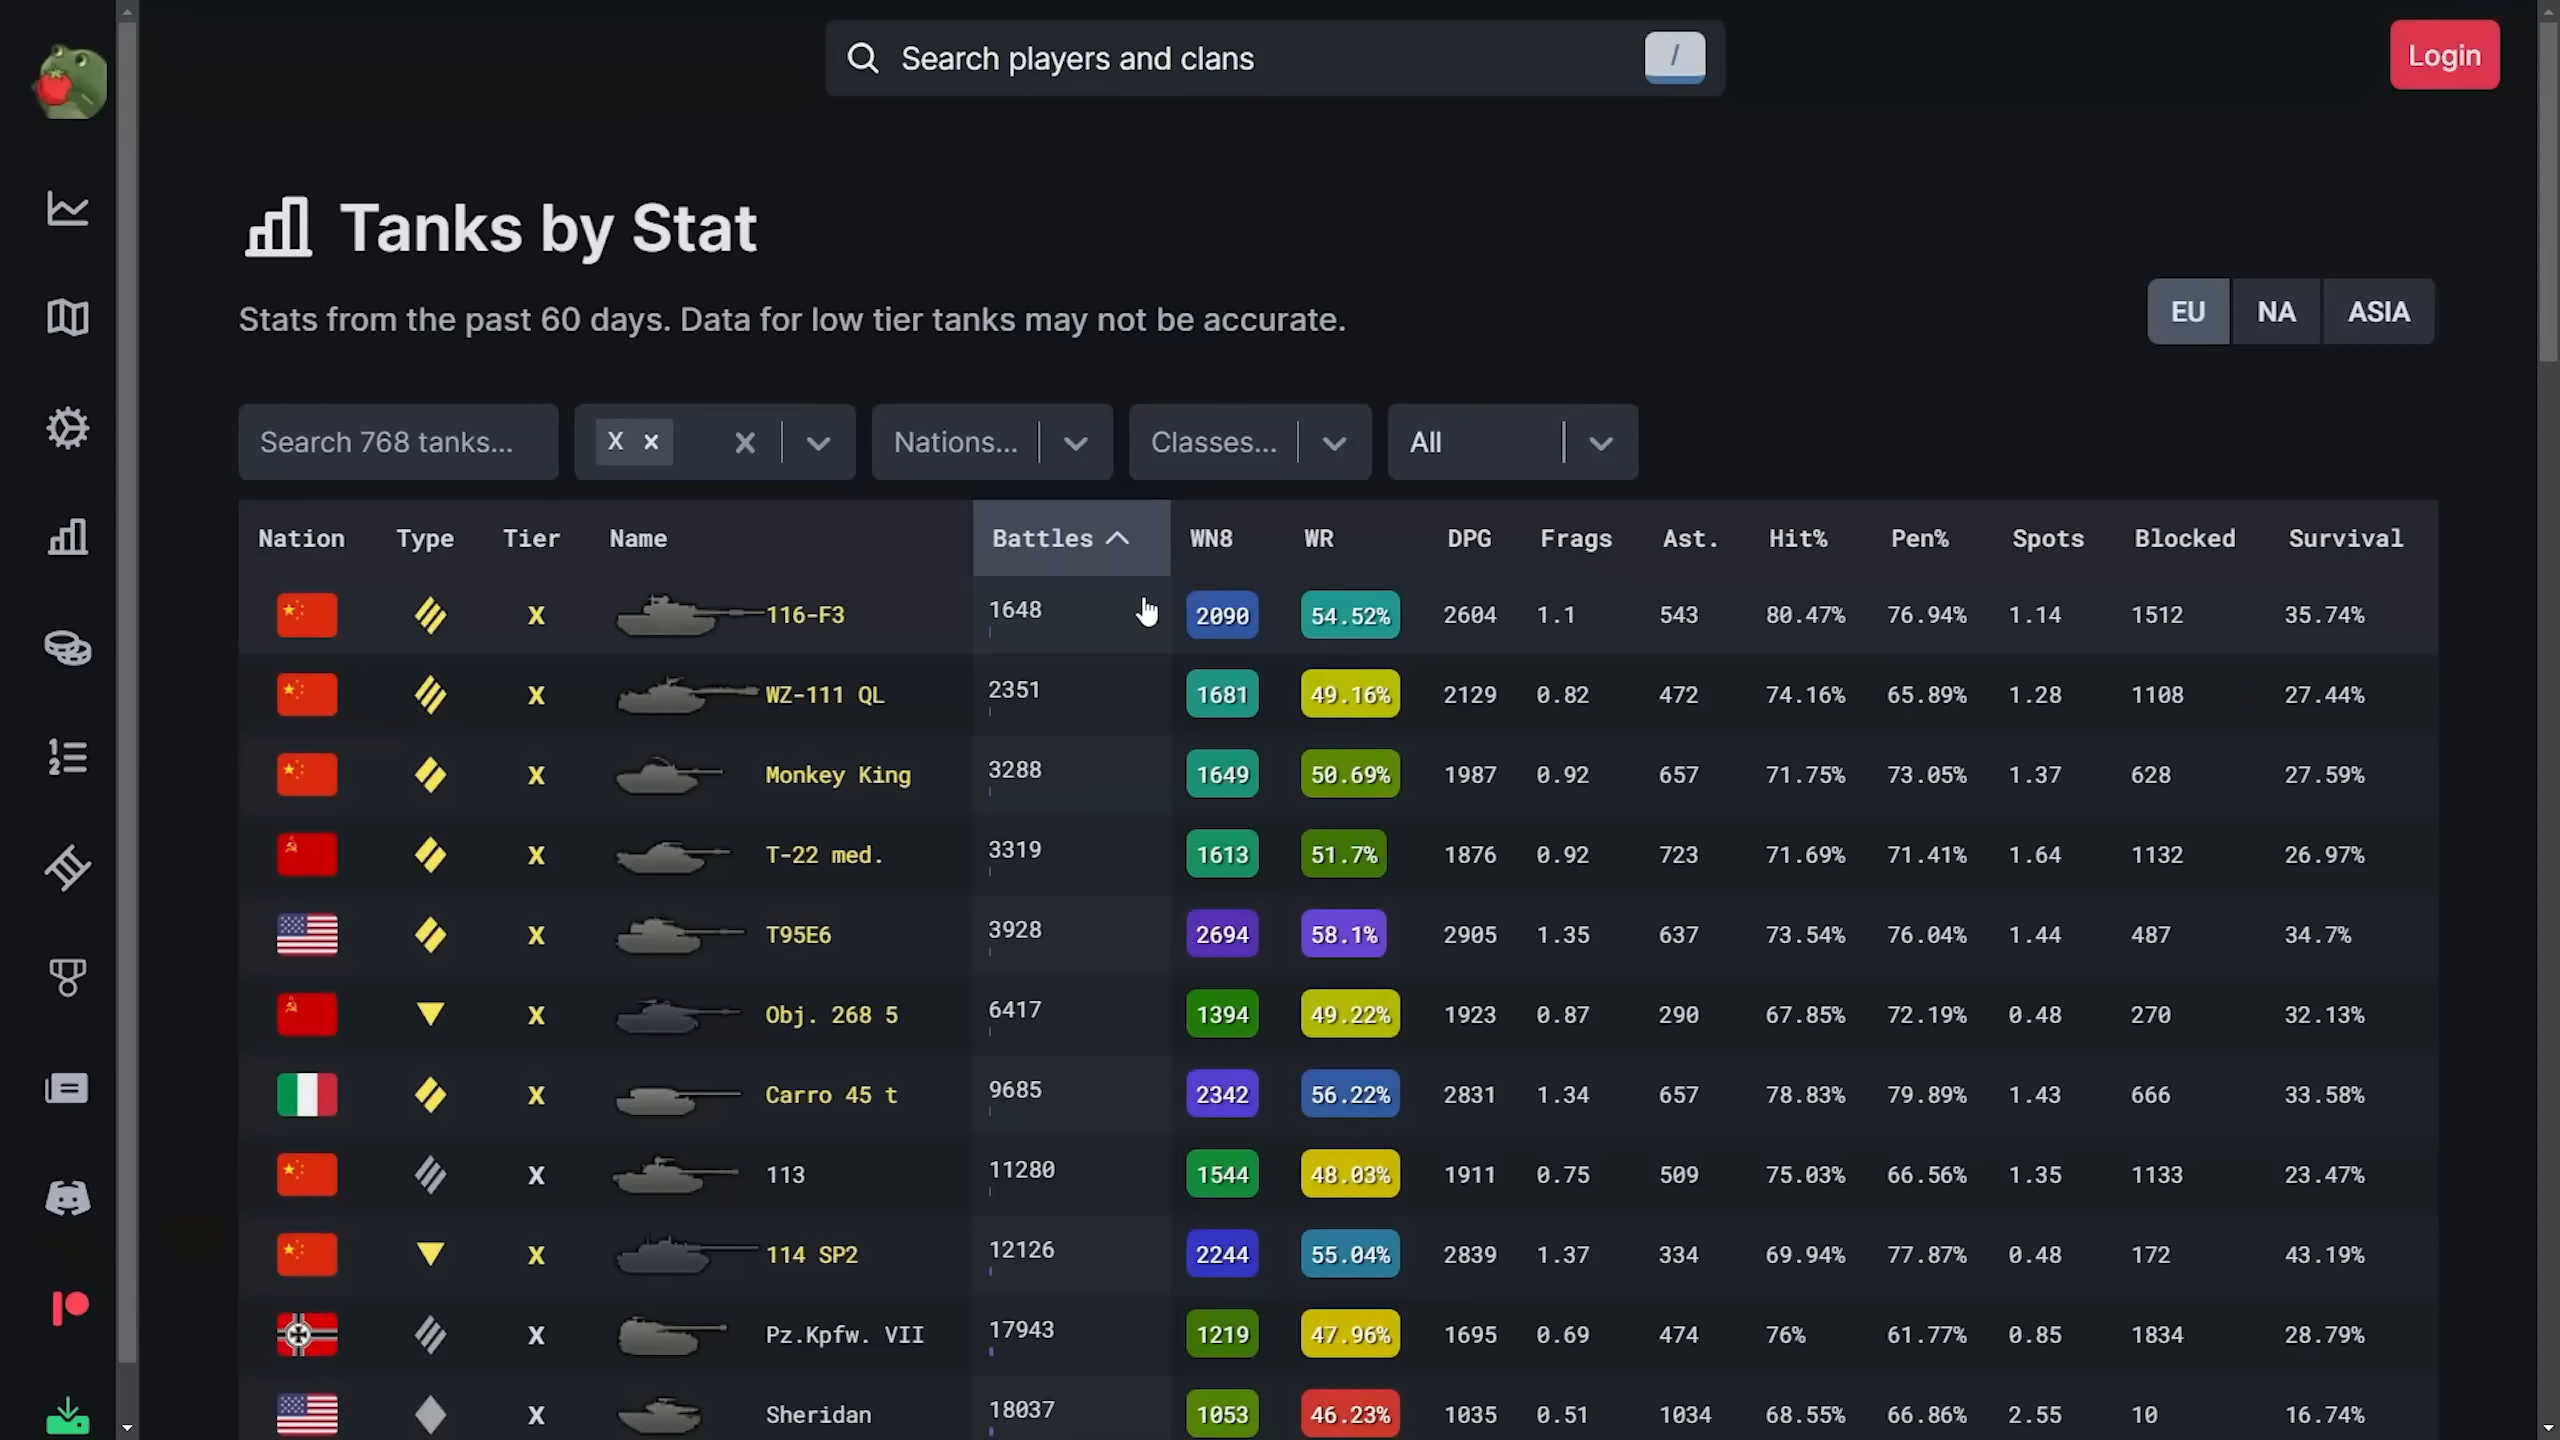 Search players and clans /
Login
Tanks by Stat
Stats from the past 60 days. Data for low tier tanks may not be accurate.
EU NA ASIA
Search 768 tanks... X × Nations... Classes... All
Nation Type Tier Name Battles WN8 WR DPG Frags Ast. Hit% Pen% Spots Blocked Survival
X 116-F3 1648 2090 54.52% 2604 1.1 543 80.47% 76.94% 1.14 1512 35.74%
X WZ-111 QL 2351 1681 49.16% 2129 0.82 472 74.16% 65.89% 1.28 1108 27.44%
X Monkey King 3288 1649 50.69% 1987 0.92 657 71.75% 73.05% 1.37 628 27.59%
X T-22 med. 3319 1613 51.7% 1876 0.92 723 71.69% 71.41% 1.64 1132 26.97%
X T95E6 3928 2694 58.1% 2905 1.35 637 73.54% 76.04% 1.44 487 34.7%
X Obj. 268 5 6417 1394 49.22% 1923 0.87 290 67.85% 72.19% 0.48 270 32.13%
X Carro 45 t 9685 2342 56.22% 2831 1.34 657 78.83% 79.89% 1.43 666 33.58%
X 113 11280 1544 48.03% 1911 0.75 509 75.03% 66.56% 1.35 1133 23.47%
X 114 SP2 12126 2244 55.04% 2839 1.37 334 69.94% 77.87% 0.48 172 43.19%
X Pz.Kpfw. VII 17943 1219 47.96% 1695 0.69 474 76% 61.77% 0.85 1834 28.79%
X Sheridan 18037 1053 46.23% 1035 0.51 1034 68.55% 66.86% 2.55 10 16.74%